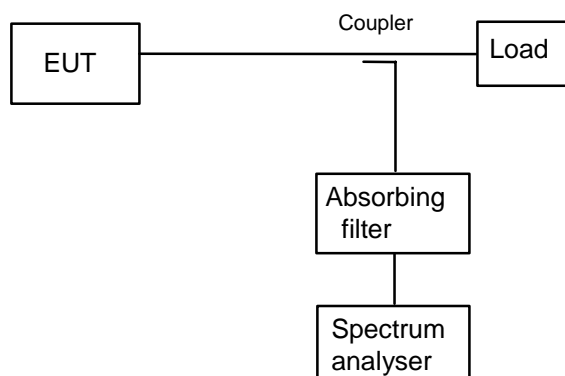 Coupler
EUT
Load
Absorbing
filter
Spectrum
analyser